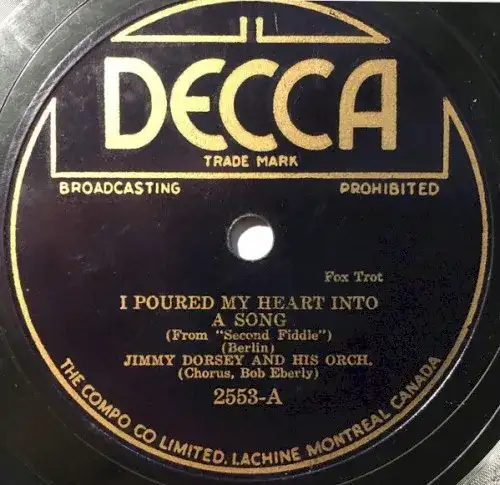 DECCA
TRADE MARK
BROADCASTING PROHIBITED
Fox Trot
I POURED MY HEART INTO
A SONG
(From "Second Fiddle")
(Berlin)
JIMMY DORSEY AND HIS ORCH.
(Chorus, Bob Eberly)
2553-A
THE COMPO CO LIMITED. LACHINE MONTREAL CANADA